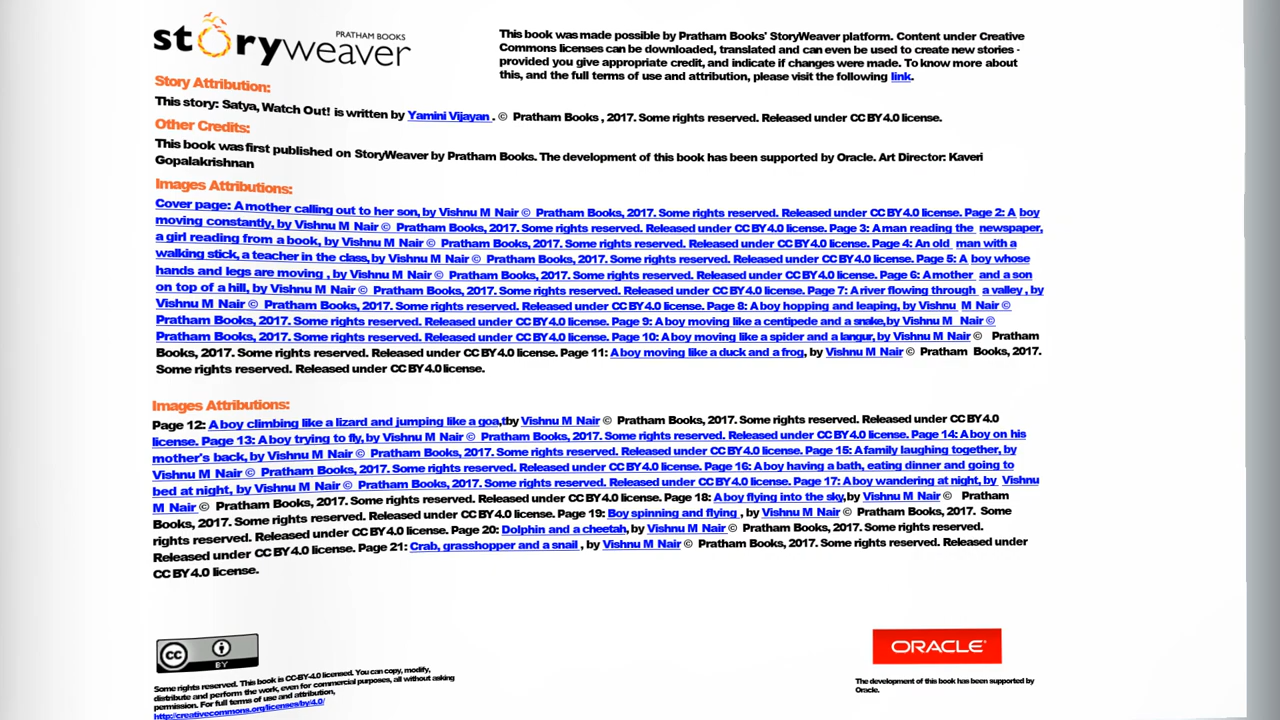 storyweaver
PRATHAM BOOKS
This book was made possible by Pratham Books' StoryWeaver platform. Content under Creative
Commons licenses can be downloaded, translated and can even be used to create new stories -
provided you give appropriate credit, and indicate if changes were made. To know more about
this, and the full terms of use and attribution, please visit the following link.
Story Attribution:
This story: Satya, Watch Out! is written by Yamini Vijayan . © Pratham Books , 2017. Some rights reserved. Released under CC BY 4.0 license.
Other Credits:
This book was first published on StoryWeaver by Pratham Books. The development of this book has been supported by Oracle. Art Director: Kaveri
Gopalakrishnan
Images Attributions:
Cover page: A mother calling out to her son, by Vishnu M Nair © Pratham Books, 2017. Some rights reserved. Released under CC BY 4.0 license. Page 2: A boy
moving constantly, by Vishnu M Nair © Pratham Books, 2017. Some rights reserved. Released under CC BY 4.0 license. Page 3: A man reading the newspaper,
a girl reading from a book, by Vishnu M Nair © Pratham Books, 2017. Some rights reserved. Released under CC BY 4.0 license. Page 4: An old man with a
walking stick, a teacher in the class, by Vishnu M Nair © Pratham Books, 2017. Some rights reserved. Released under CC BY 4.0 license. Page 5: A boy whose
hands and legs are moving , by Vishnu M Nair © Pratham Books, 2017. Some rights reserved. Released under CC BY 4.0 license. Page 6: A mother and a son
on top of a hill, by Vishnu M Nair © Pratham Books, 2017. Some rights reserved. Released under CC BY 4.0 license. Page 7: A river flowing through a valley , by
Vishnu M Nair © Pratham Books, 2017. Some rights reserved. Released under CC BY 4.0 license. Page 8: A boy hopping and leaping, by Vishnu M Nair ©
Pratham Books, 2017. Some rights reserved. Released under CC BY 4.0 license. Page 9: A boy moving like a centipede and a snake,by Vishnu M Nair ©
Pratham Books, 2017. Some rights reserved. Released under CC BY 4.0 license. Page 10: A boy moving like a spider and a langur, by Vishnu M Nair © Pratham
Books, 2017. Some rights reserved. Released under CC BY 4.0 license. Page 11: A boy moving like a duck and a frog, by Vishnu M Nair © Pratham Books, 2017.
Some rights reserved. Released under CC BY 4.0 license.
Images Attributions:
Page 12: A boy climbing like a lizard and jumping like a goa,tby Vishnu M Nair © Pratham Books, 2017. Some rights reserved. Released under CC BY 4.0
license. Page 13: A boy trying to fly, by Vishnu M Nair © Pratham Books, 2017. Some rights reserved. Released under CC BY 4.0 license. Page 14: A boy on his
mother's back, by Vishnu M Nair © Pratham Books, 2017. Some rights reserved. Released under CC BY 4.0 license. Page 15: A family laughing together, by
Vishnu M Nair © Pratham Books, 2017. Some rights reserved. Released under CC BY 4.0 license. Page 16: A boy having a bath, eating dinner and going to
bed at night, by Vishnu M Nair © Pratham Books, 2017. Some rights reserved. Released under CC BY 4.0 license. Page 17: A boy wandering at night, by Vishnu
M Nair © Pratham Books, 2017. Some rights reserved. Released under CC BY 4.0 license. Page 18: A boy flying into the sky,by Vishnu M Nair © Pratham
Books, 2017. Some rights reserved. Released under CC BY 4.0 license. Page 19: Boy spinning and flying , by Vishnu M Nair © Pratham Books, 2017. Some
rights reserved. Released under CC BY 4.0 license. Page 20: Dolphin and a cheetah, by Vishnu M Nair © Pratham Books, 2017. Some rights reserved.
Released under CC BY 4.0 license. Page 21: Crab, grasshopper and a snail , by Vishnu M Nair © Pratham Books, 2017. Some rights reserved. Released under
CC BY 4.0 license.
CC BY
ORACLE
Some rights reserved. This book is CC-BY-4.0 licensed. You can copy, modify,
distribute and perform the work, even for commercial purposes, all without asking
permission. For full terms of use and attribution,
http://creativecommons.org/licenses/by/4.0/
The development of this book has been supported by
Oracle.